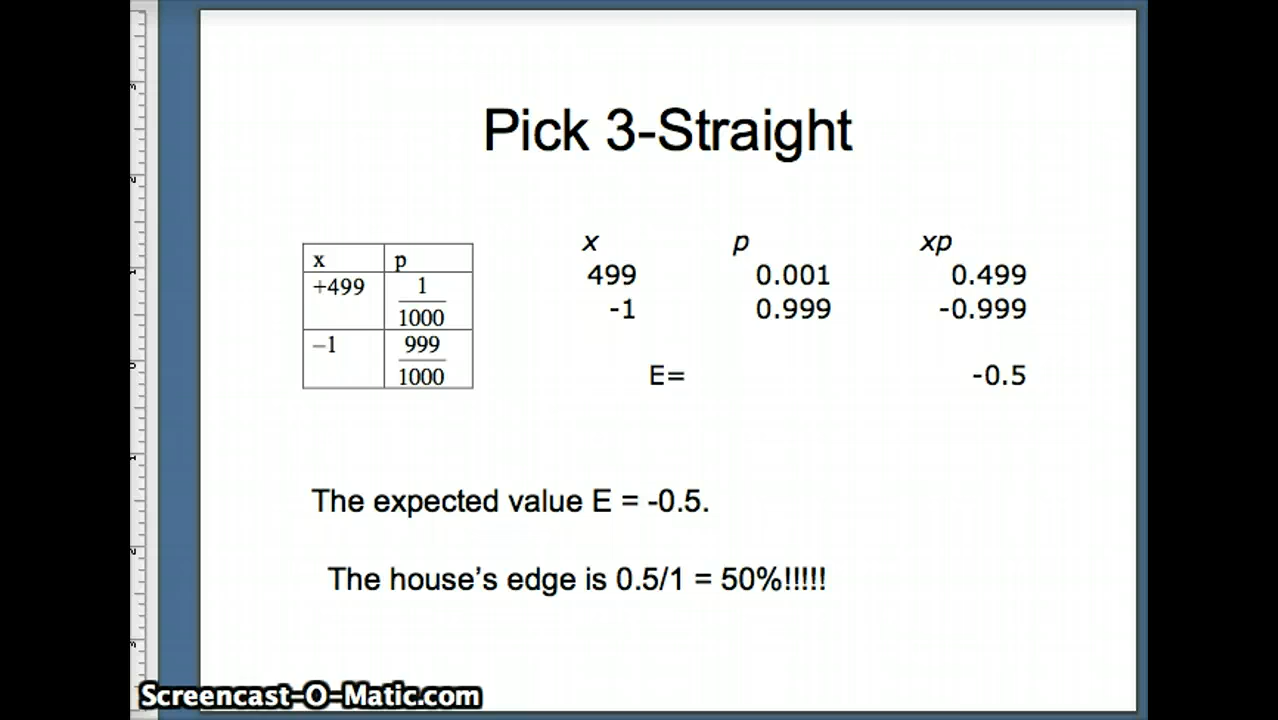 Pick 3-Straight
x p
+499 1/1000
–1 999/1000
x p xp
499 0.001 0.499
-1 0.999 -0.999
E= -0.5
The expected value E = -0.5.
The house’s edge is 0.5/1 = 50%!!!!!
Screencast-O-Matic.com